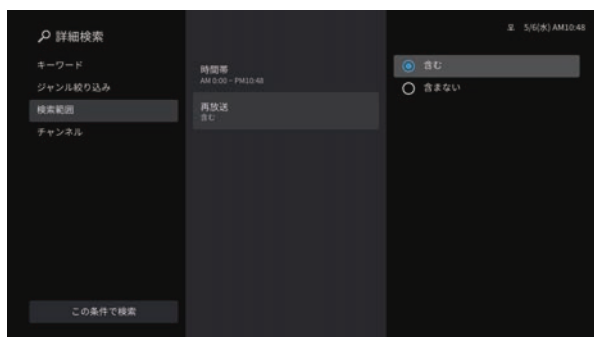 詳細検索
5/6(水) AM10:48
キーワード
ジャンル絞り込み
検索範囲
チャンネル
時間帯
AM 0:00 - PM10:48
再放送
含む
含む
含まない
この条件で検索